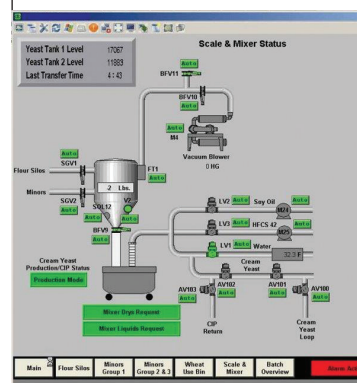 Scale & Mixer Status
Yeast Tank 1 Level 17067
Yeast Tank 2 Level 11993
Last Transfer Time 4:43
Auto
BFV11
BFV10
Auto
Auto
M4
Vacuum Blower
0 HG
Auto
SGV1
Flour Silos
Minors
Auto
SGV2
FT1
Auto
-2 Lbs.
V2
SOL12
Auto
Auto
BFV9
Auto
LV2 Auto Soy Oil Auto
M24
LV3 Auto HFCS 42 Auto
M25
LV1 Auto Water
32.3 F
Cream Yeast
Production/CIP Status
Production Mode
Cream
Yeast
AV103 AV102 AV101 AV100
Auto Auto Auto Auto
Mixer Drys Request
Mixer Liquids Request
CIP
Return
Cream
Yeast
Loop
Main
Flour Silos
Minors
Group 1
Minors
Group 2 & 3
Wheat
Use Bin
Scale &
Mixer
Batch
Overview